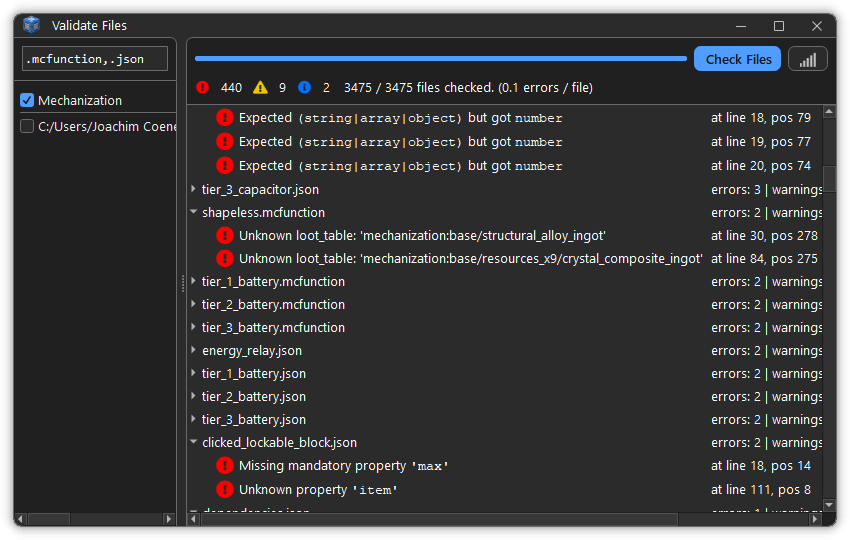 Validate Files
.mcfunction,.json
Check Files
440 9 2 3475 / 3475 files checked. (0.1 errors / file)
Mechanization
C:/Users/Joachim Coene
Expected (string|array|object) but got number at line 18, pos 79
Expected (string|array|object) but got number at line 19, pos 77
Expected (string|array|object) but got number at line 20, pos 74
tier_3_capacitor.json errors: 3 | warnings
shapeless.mcfunction errors: 2 | warnings
Unknown loot_table: 'mechanization:base/structural_alloy_ingot' at line 30, pos 278
Unknown loot_table: 'mechanization:base/resources_x9/crystal_composite_ingot' at line 84, pos 275
tier_1_battery.mcfunction errors: 2 | warnings
tier_2_battery.mcfunction errors: 2 | warnings
tier_3_battery.mcfunction errors: 2 | warnings
energy_relay.json errors: 2 | warnings
tier_1_battery.json errors: 2 | warnings
tier_2_battery.json errors: 2 | warnings
tier_3_battery.json errors: 2 | warnings
clicked_lockable_block.json errors: 2 | warnings
Missing mandatory property 'max' at line 18, pos 14
Unknown property 'item' at line 111, pos 8